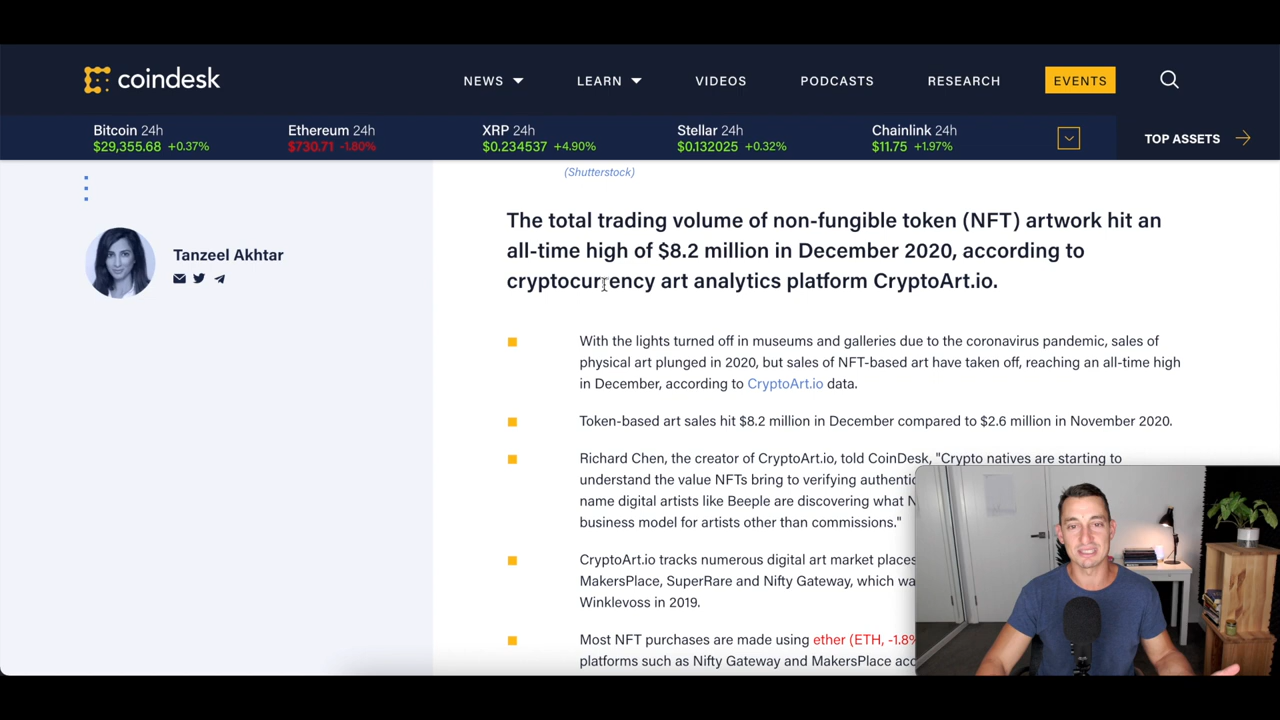 coindesk
NEWS LEARN VIDEOS PODCASTS RESEARCH EVENTS
Bitcoin 24h Ethereum 24h XRP 24h Stellar 24h Chainlink 24h
$29,355.68 +0.37% $730.71 -1.80% $0.234537 +4.90% $0.132025 +0.32% $11.75 +1.97%
TOP ASSETS
(Shutterstock)
Tanzeel Akhtar
The total trading volume of non-fungible token (NFT) artwork hit an
all-time high of $8.2 million in December 2020, according to
cryptocurrency art analytics platform CryptoArt.io.
With the lights turned off in museums and galleries due to the coronavirus pandemic, sales of
physical art plunged in 2020, but sales of NFT-based art have taken off, reaching an all-time high
in December, according to CryptoArt.io data.
Token-based art sales hit $8.2 million in December compared to $2.6 million in November 2020.
Richard Chen, the creator of CryptoArt.io, told CoinDesk, "Crypto natives are starting to
understand the value NFTs bring to verifying
name digital artists like Beeple are discovering what
business model for artists other than commissions."
CryptoArt.io tracks numerous digital art market places
MakersPlace, SuperRare and Nifty Gateway, which
Winklevoss in 2019.
Most NFT purchases are made using ether (ETH, -1.8%
platforms such as Nifty Gateway and MakersPlace